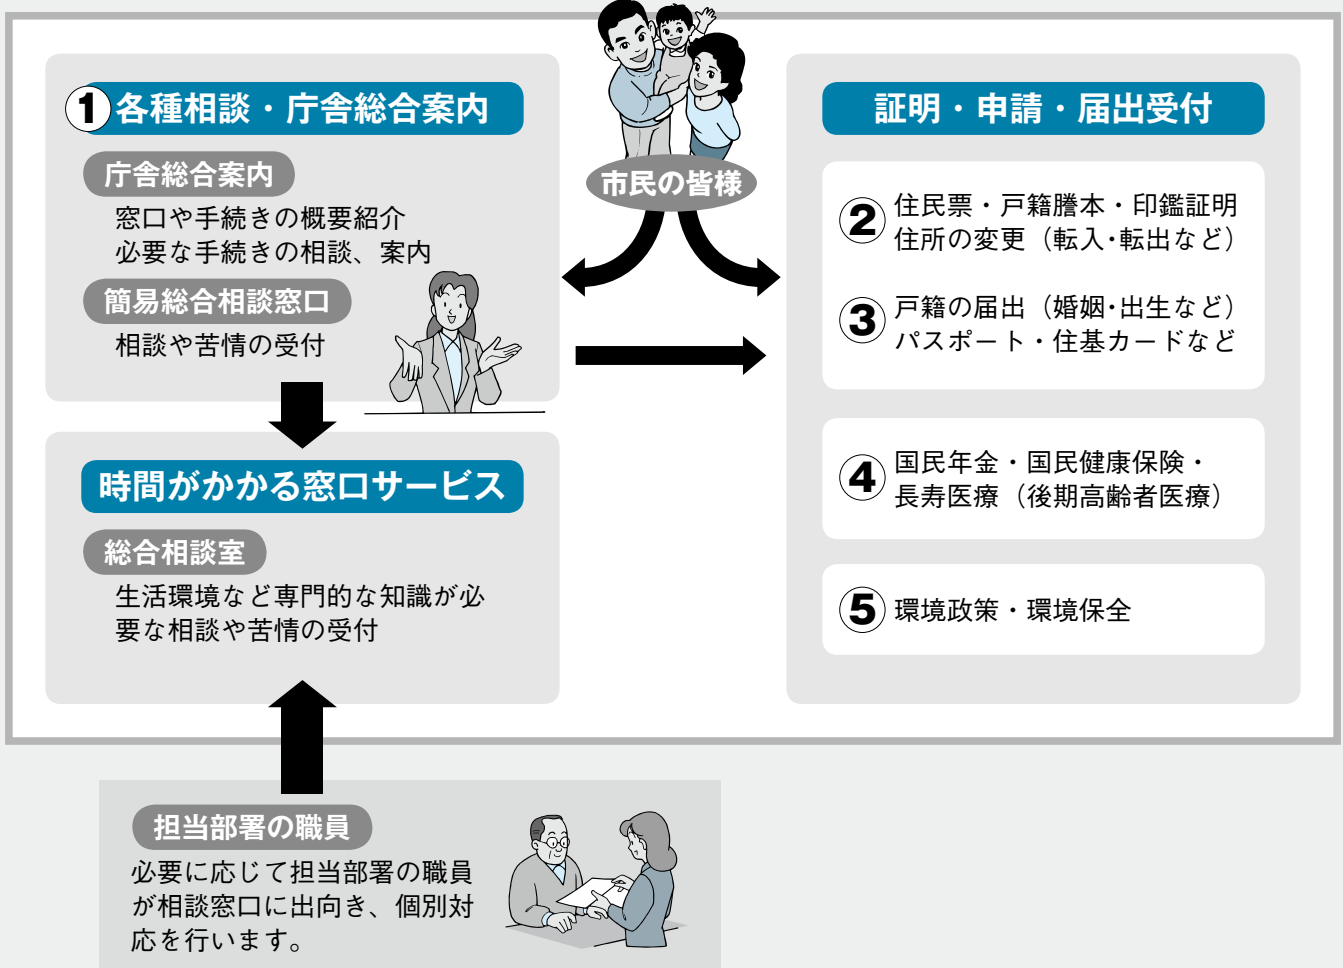 市民の皆様
① 各種相談・庁舎総合案内
庁舎総合案内
窓口や手続きの概要紹介
必要な手続きの相談、案内
簡易総合相談窓口
相談や苦情の受付
時間がかかる窓口サービス
総合相談室
生活環境など専門的な知識が必
要な相談や苦情の受付
担当部署の職員
必要に応じて担当部署の職員
が相談窓口に出向き、個別対
応を行います。
証明・申請・届出受付
② 住民票・戸籍謄本・印鑑証明
住所の変更（転入・転出など）
③ 戸籍の届出（婚姻・出生など）
パスポート・住基カードなど
④ 国民年金・国民健康保険・
長寿医療（後期高齢者医療）
⑤ 環境政策・環境保全